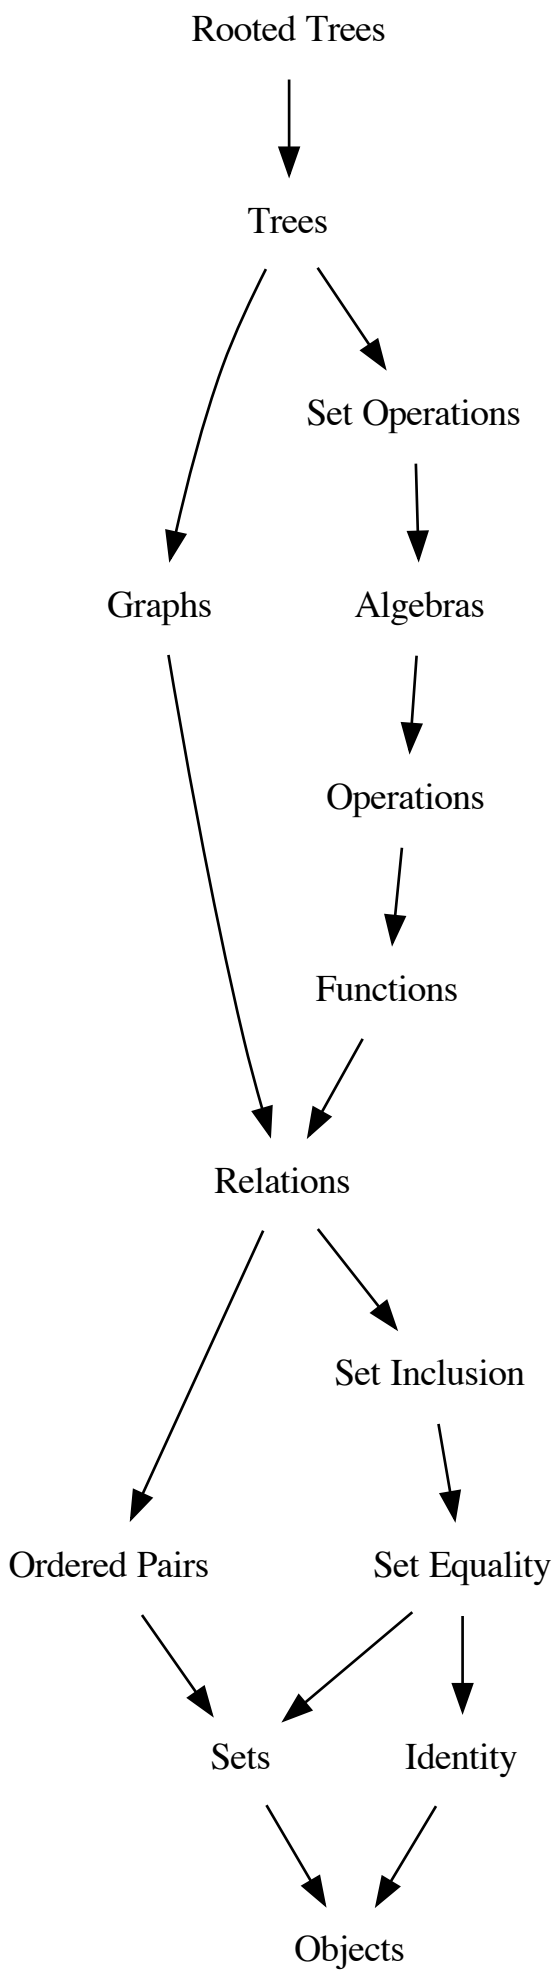 Rooted Trees
Trees
Set Operations
Graphs
Algebras
Operations
Functions
Relations
Set Inclusion
Ordered Pairs
Set Equality
Sets
Identity
Objects